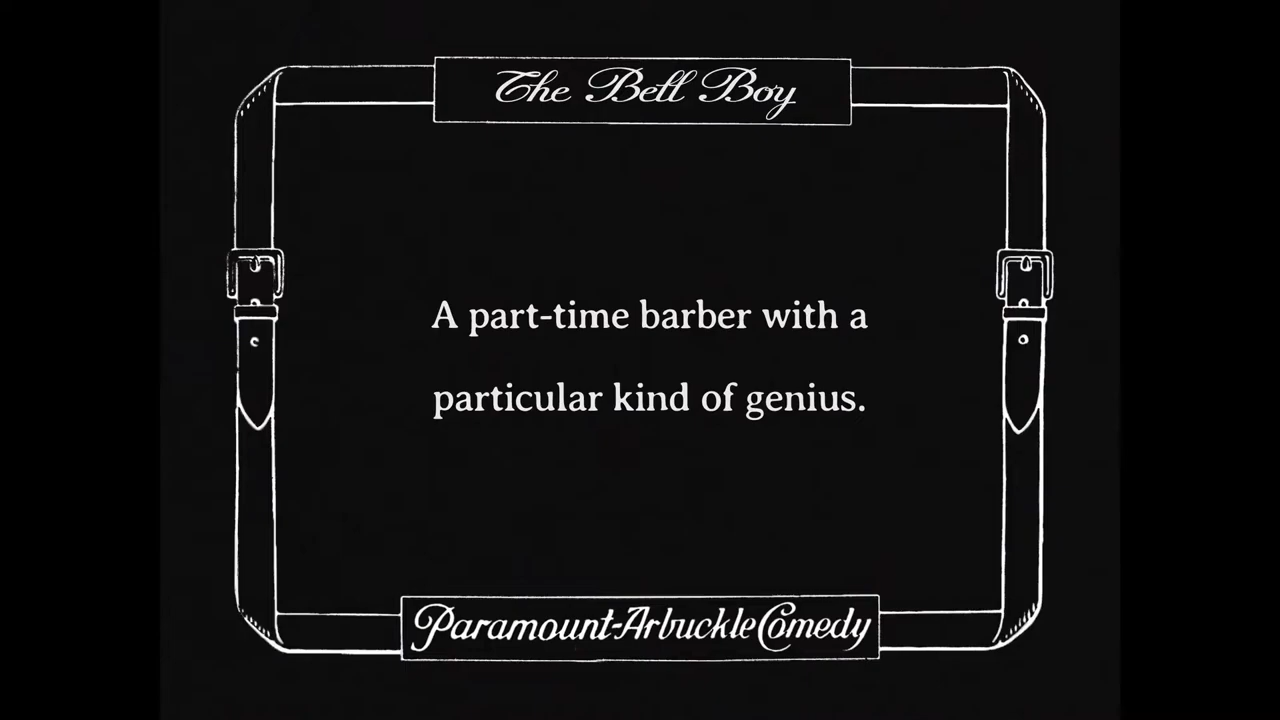 The Bell Boy
A part-time barber with a
particular kind of genius.
Paramount-Arbuckle Comedy